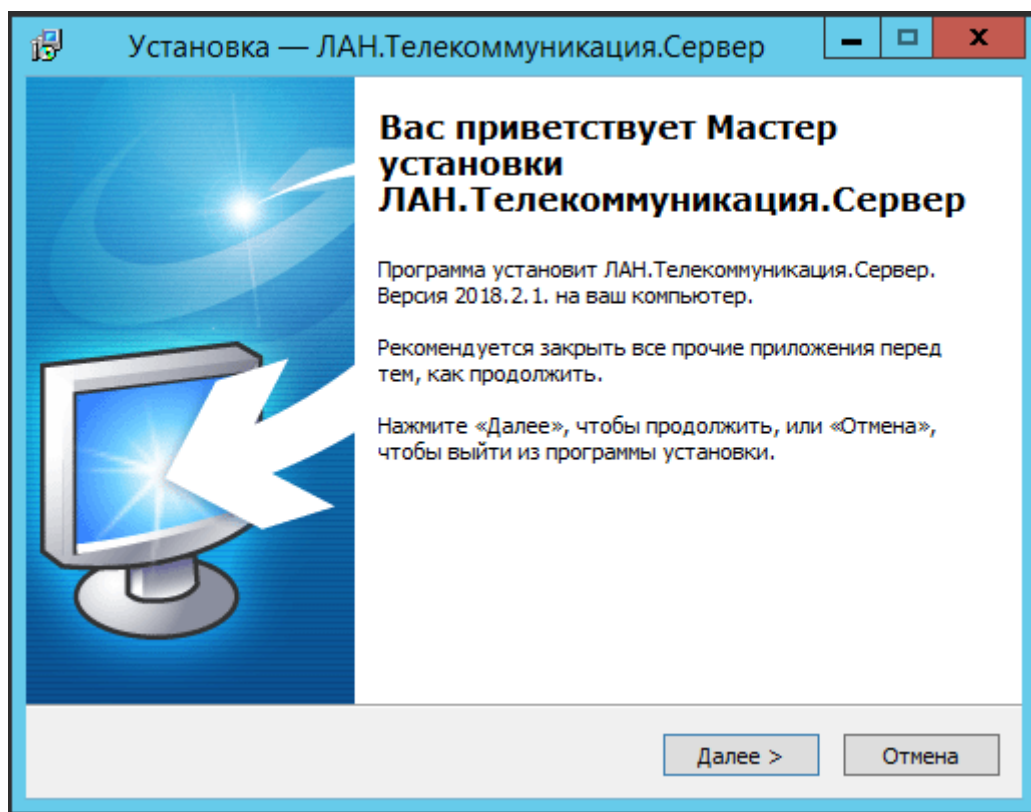 Установка — ЛАН.Телекоммуникация.Сервер
Вас приветствует Мастер
установки
ЛАН.Телекоммуникация.Сервер
Программа установит ЛАН.Телекоммуникация.Сервер.
Версия 2018.2.1. на ваш компьютер.
Рекомендуется закрыть все прочие приложения перед
тем, как продолжить.
Нажмите «Далее», чтобы продолжить, или «Отмена»,
чтобы выйти из программы установки.
Далее >
Отмена